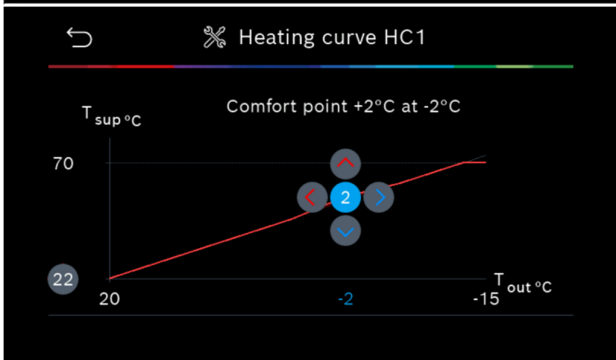 Heating curve HC1
Comfort point +2°C at -2°C
T sup °C
70
2
22
T out °C
20
-2
-15